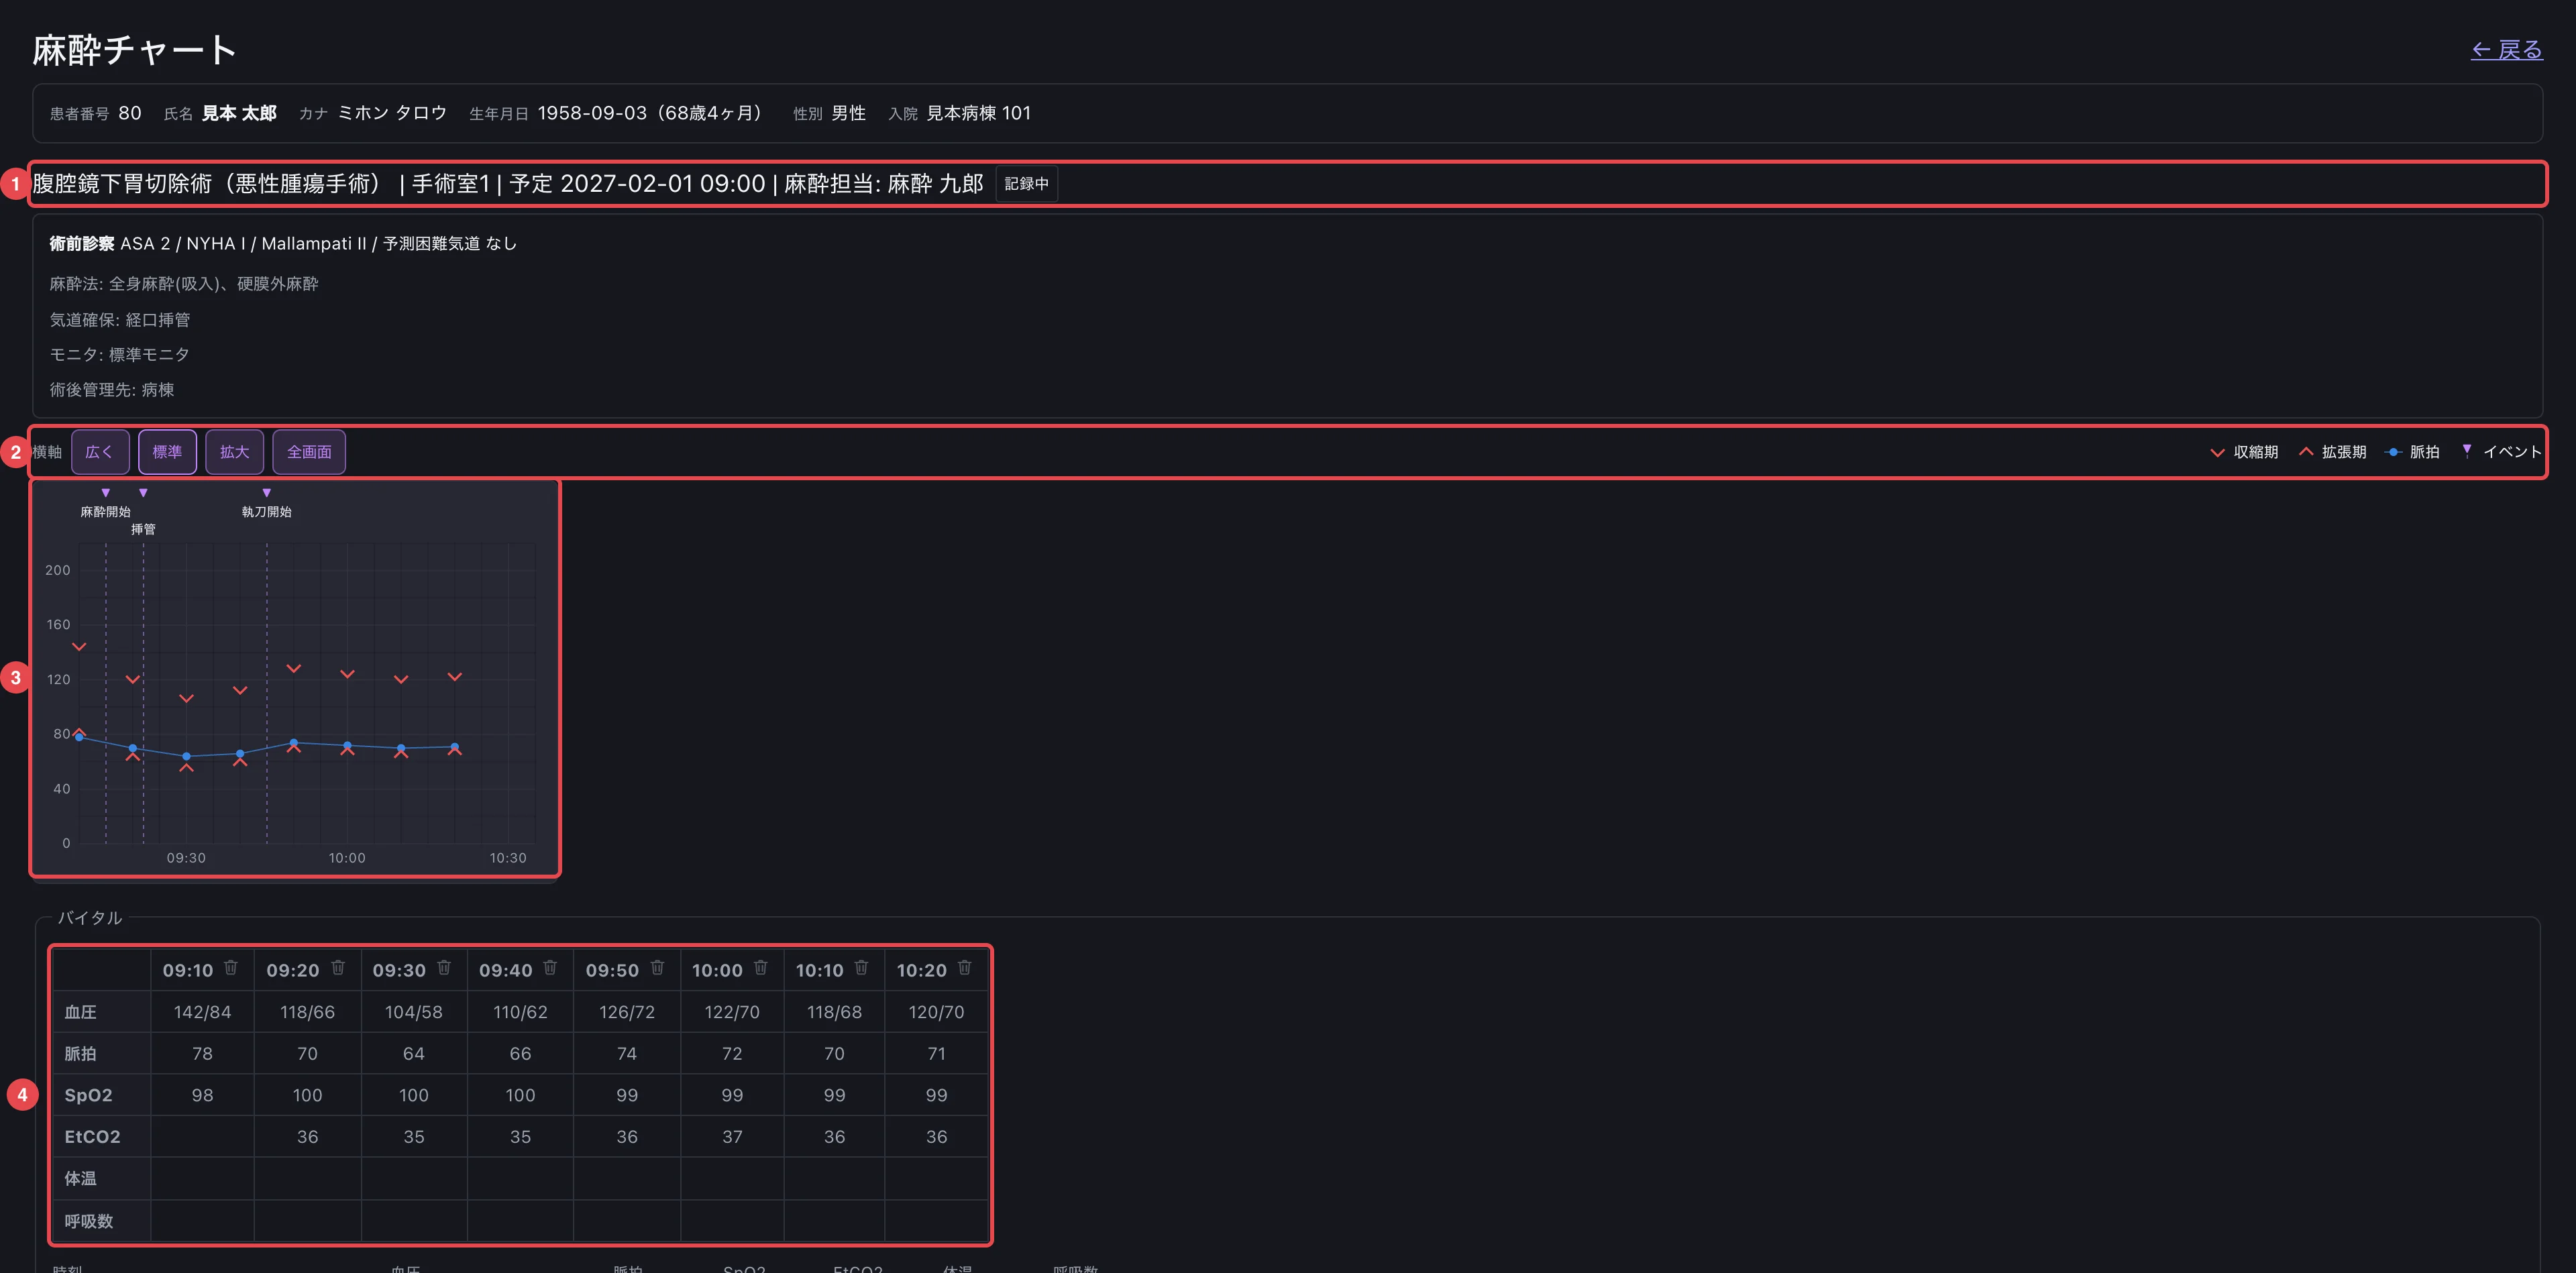 麻酔チャート
← 戻る
患者番号 80 氏名 見本 太郎 カナ ミホン タロウ 生年月日 1958-09-03（68歳4ヶ月） 性別 男性 入院 見本病棟 101
1 腹腔鏡下胃切除術（悪性腫瘍手術） | 手術室1 | 予定 2027-02-01 09:00 | 麻酔担当: 麻酔 九郎 記録中
術前診察 ASA 2 / NYHA I / Mallampati II / 予測困難気道 なし
麻酔法: 全身麻酔(吸入)、硬膜外麻酔
気道確保: 経口挿管
モニタ: 標準モニタ
術後管理先: 病棟
2 横軸 広く 標準 拡大 全画面 収縮期 拡張期 脈拍 イベント
麻酔開始 執刀開始
挿管
200
160
3
120
80
40
0
09:30 10:00 10:30
バイタル
09:10 09:20 09:30 09:40 09:50 10:00 10:10 10:20
血圧 142/84 118/66 104/58 110/62 126/72 122/70 118/68 120/70
脈拍 78 70 64 66 74 72 70 71
4 SpO2 98 100 100 100 99 99 99 99
EtCO2 36 35 35 36 37 36 36
体温
呼吸数
時刻 血圧 脈拍 SpO2 EtCO2 体温 呼吸数